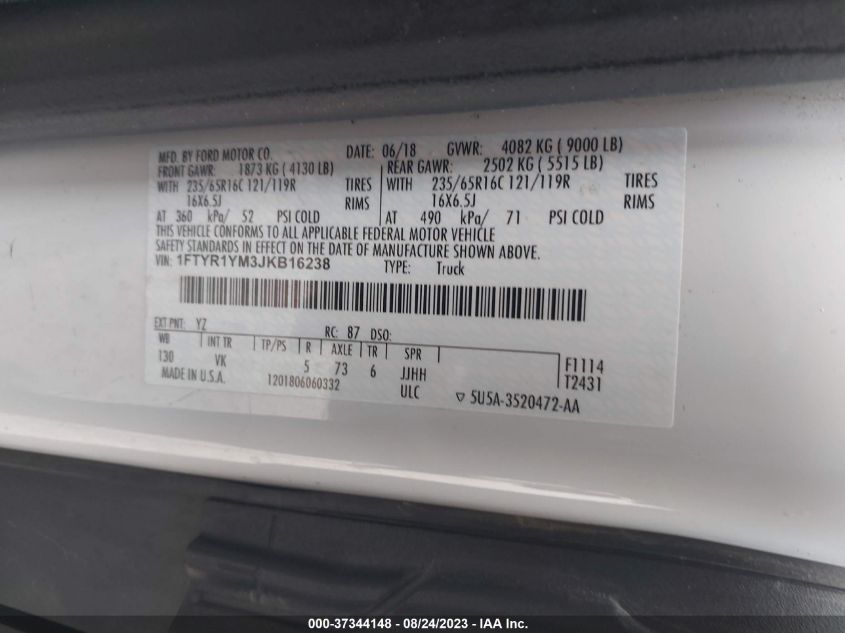 MFD. BY FORD MOTOR CO. DATE: 06/18 GVWR: 4082 KG ( 9000 LB)
FRONT GAWR: 1873 KG ( 4130 LB) REAR GAWR: 2502 KG ( 5515 LB)
WITH 235/65R16C 121/119R TIRES WITH 235/65R16C 121/119R TIRES
16X6.5J RIMS 16X6.5J RIMS
AT 360 kPa/ 52 PSI COLD AT 490 kPa/ 71 PSI COLD
THIS VEHICLE CONFORMS TO ALL APPLICABLE FEDERAL MOTOR VEHICLE
SAFETY STANDARDS IN EFFECT ON THE DATE OF MANUFACTURE SHOWN ABOVE.
VIN: 1FTYR1YM3JKB16238 TYPE: Truck
EXT PNT: YZ RC: 87 DSO:
WB INT TR TP/PS R AXLE TR SPR F1114
130 VK 5 73 6 JJHH T2431
MADE IN U.S.A. 1201806060332 ULC ▽ 5U5A-3520472-AA
000-37344148 - 08/24/2023 - IAA Inc.